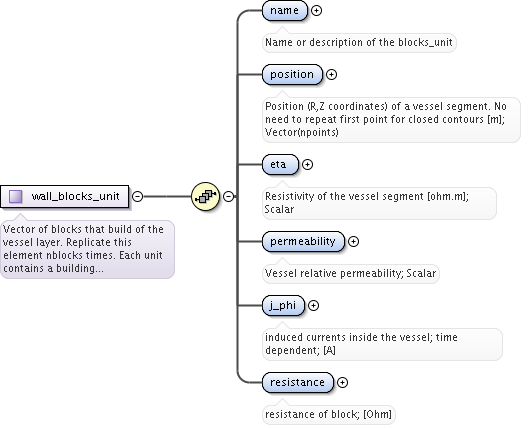 name
Name or description of the blocks_unit
position
Position (R,Z coordinates) of a vessel segment. No
need to repeat first point for closed contours [m];
Vector(npoints)
eta
Resistivity of the vessel segment [ohm.m];
Scalar
wall_blocks_unit
Vector of blocks that build of the
vessel layer. Replicate this
element nblocks times. Each unit
contains a building...
permeability
Vessel relative permeability; Scalar
j_phi
induced currents inside the vessel; time
dependent; [A]
resistance
resistance of block; [Ohm]